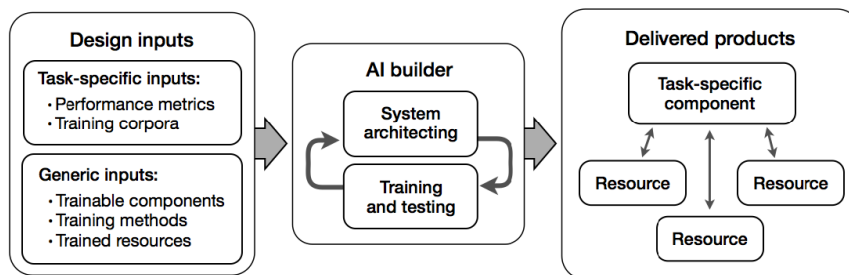 Design inputs
Task-specific inputs:
• Performance metrics
• Training corpora
Generic inputs:
• Trainable components
• Training methods
• Trained resources
AI builder
System
architecting
Training
and testing
Delivered products
Task-specific
component
Resource
Resource
Resource